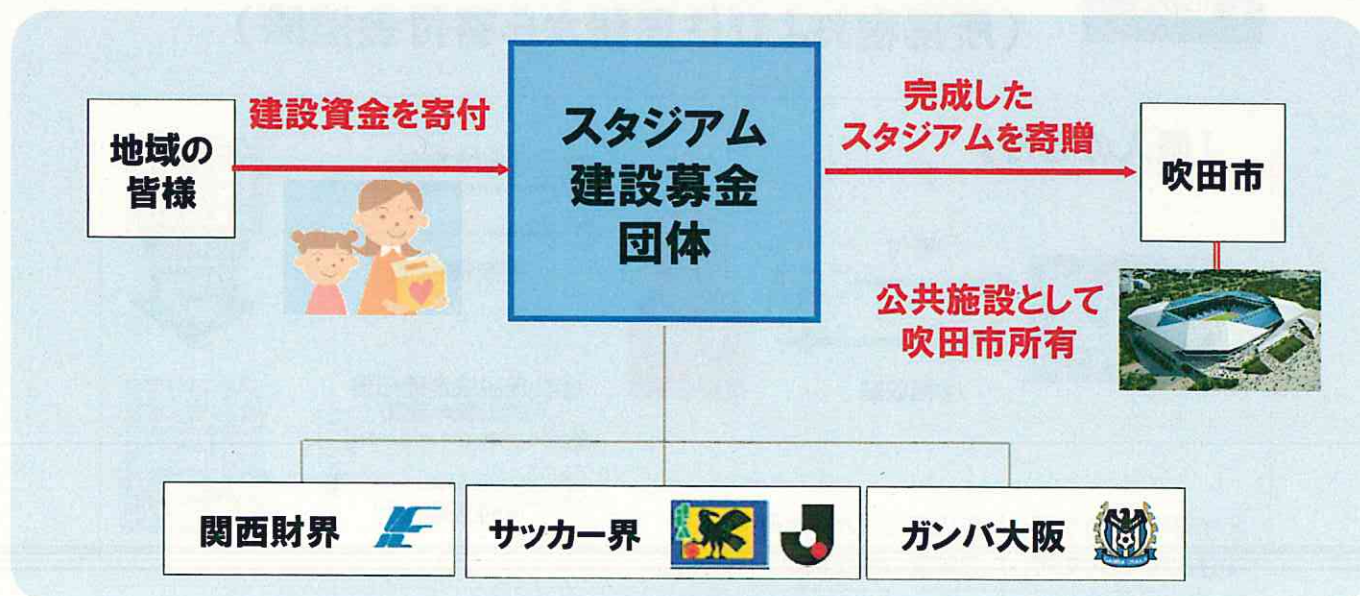 地域の
皆様
建設資金を寄付
スタジアム
建設募金
団体
完成した
スタジアムを寄贈
吹田市
公共施設として
吹田市所有
関西財界
サッカー界
ガンバ大阪